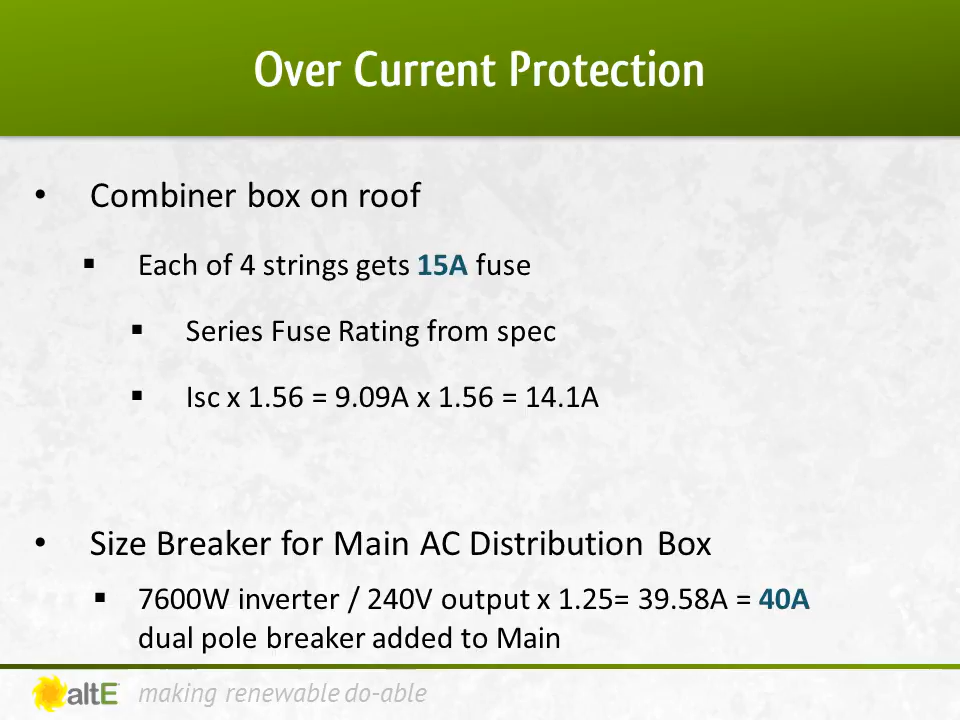 Over Current Protection
• Combiner box on roof
▪ Each of 4 strings gets 15A fuse
▪ Series Fuse Rating from spec
▪ Isc x 1.56 = 9.09A x 1.56 = 14.1A
• Size Breaker for Main AC Distribution Box
▪ 7600W inverter / 240V output x 1.25= 39.58A = 40A
dual pole breaker added to Main
altE making renewable do-able